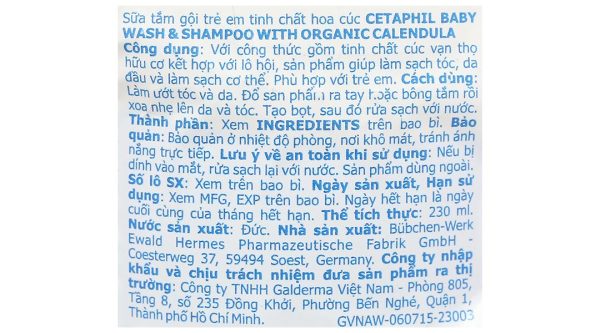 Sữa tắm gội trẻ em tinh chất hoa cúc CETAPHIL BABY
WASH & SHAMPOO WITH ORGANIC CALENDULA
Công dụng: Với công thức gồm tinh chất cúc vạn thọ
hữu cơ kết hợp với lô hội, sản phẩm giúp làm sạch tóc, da
đầu và làm sạch cơ thể. Phù hợp với trẻ em. Cách dùng:
Làm ướt tóc và da. Đổ sản phẩm ra tay hoặc bông tắm rồi
xoa nhẹ lên da và tóc. Tạo bọt, sau đó rửa sạch với nước.
Thành phần: Xem INGREDIENTS trên bao bì. Bảo
quản: Bảo quản ở nhiệt độ phòng, nơi khô mát, tránh ánh
nắng trực tiếp. Lưu ý về an toàn khi sử dụng: Nếu bị
dính vào mắt, rửa sạch lại với nước. Sản phẩm dùng ngoài.
Số lô SX: Xem trên bao bì. Ngày sản xuất, Hạn sử
dụng: Xem MFG, EXP trên bao bì. Ngày hết hạn là ngày
cuối cùng của tháng hết hạn. Thể tích thực: 230 ml.
Nước sản xuất: Đức. Nhà sản xuất: Bübchen-Werk
Ewald Hermes Pharmazeutische Fabrik GmbH -
Coesterweg 37, 59494 Soest, Germany. Công ty nhập
khẩu và chịu trách nhiệm đưa sản phẩm ra thị
trường: Công ty TNHH Galderma Việt Nam - Phòng 805,
Tầng 8, số 235 Đồng Khởi, Phường Bến Nghé, Quận 1,
Thành phố Hồ Chí Minh. GVNAW-060715-23003